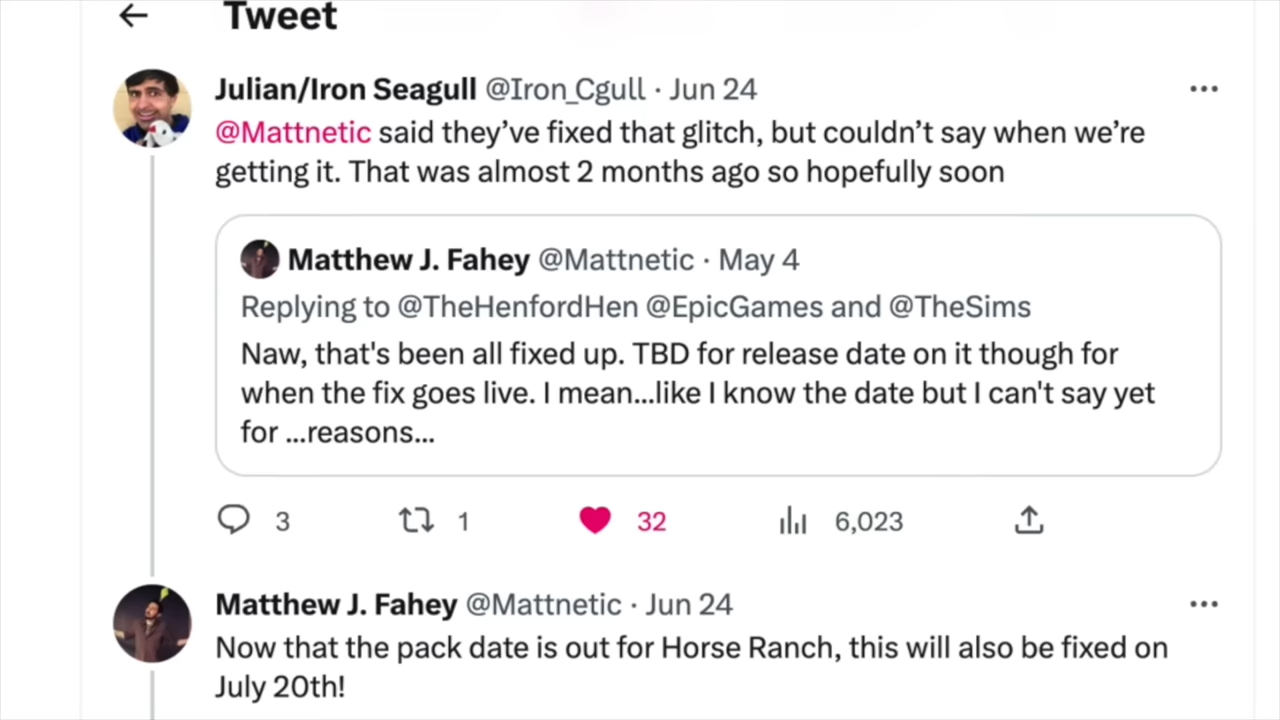 Tweet
Julian/Iron Seagull @Iron_Cgull · Jun 24
@Mattnetic said they’ve fixed that glitch, but couldn’t say when we’re
getting it. That was almost 2 months ago so hopefully soon
Matthew J. Fahey @Mattnetic · May 4
Replying to @TheHenfordHen @EpicGames and @TheSims
Naw, that's been all fixed up. TBD for release date on it though for
when the fix goes live. I mean...like I know the date but I can't say yet
for ...reasons...
3 1 32 6,023
Matthew J. Fahey @Mattnetic · Jun 24
Now that the pack date is out for Horse Ranch, this will also be fixed on
July 20th!